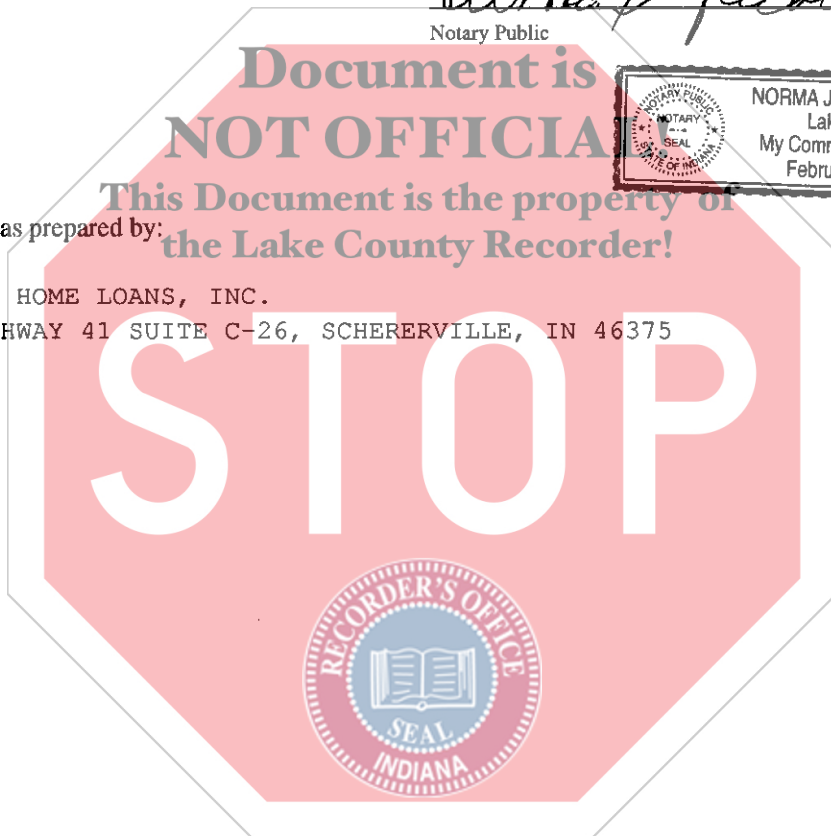 Notary Public
Document is
NOT OFFICIAL!
This Document is the property of
the Lake County Recorder!
NOTARY PUBLIC
NOTARY
SEAL
STATE OF INDIANA
NORMA J
Lak
My Comm
Febru
as prepared by:
HOME LOANS, INC.
HWAY 41 SUITE C-26, SCHERERVILLE, IN 46375
STOP
RECORDER'S OFFICE
SEAL
INDIANA